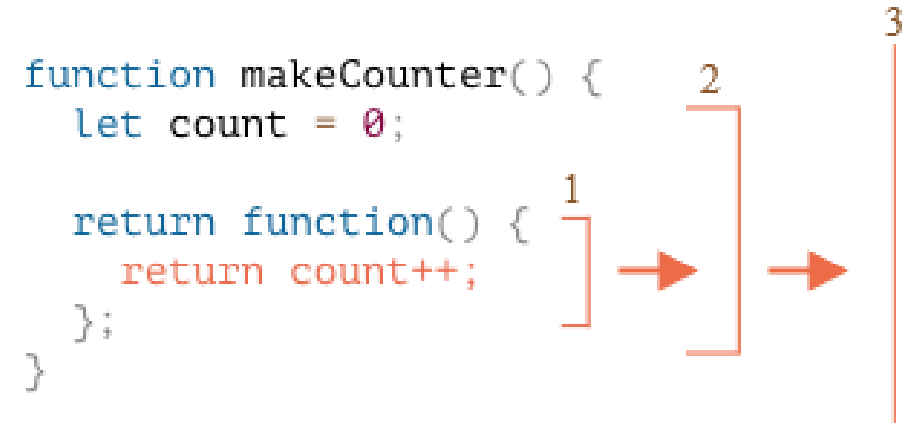 3
function makeCounter() {
2
let count = 0;
1
return function() {
return count++;
};
}